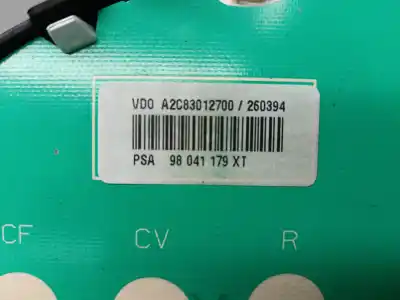 VDO A2C83012700 / 260394
PSA 98 041 179 XT
CF CV R